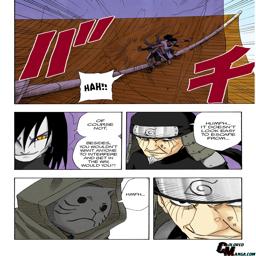 バ
チ
HAH!!
HUMPH...
IT DOESN'T
LOOK EASY
TO ESCAPE
FROM...
OF
COURSE
NOT.
BESIDES,
YOU WOULDN'T
WANT ANYONE
TO INTERFERE
AND GET IN
THE WAY,
WOULD YOU?!
HMPH...
COLORED
MANGA.COM